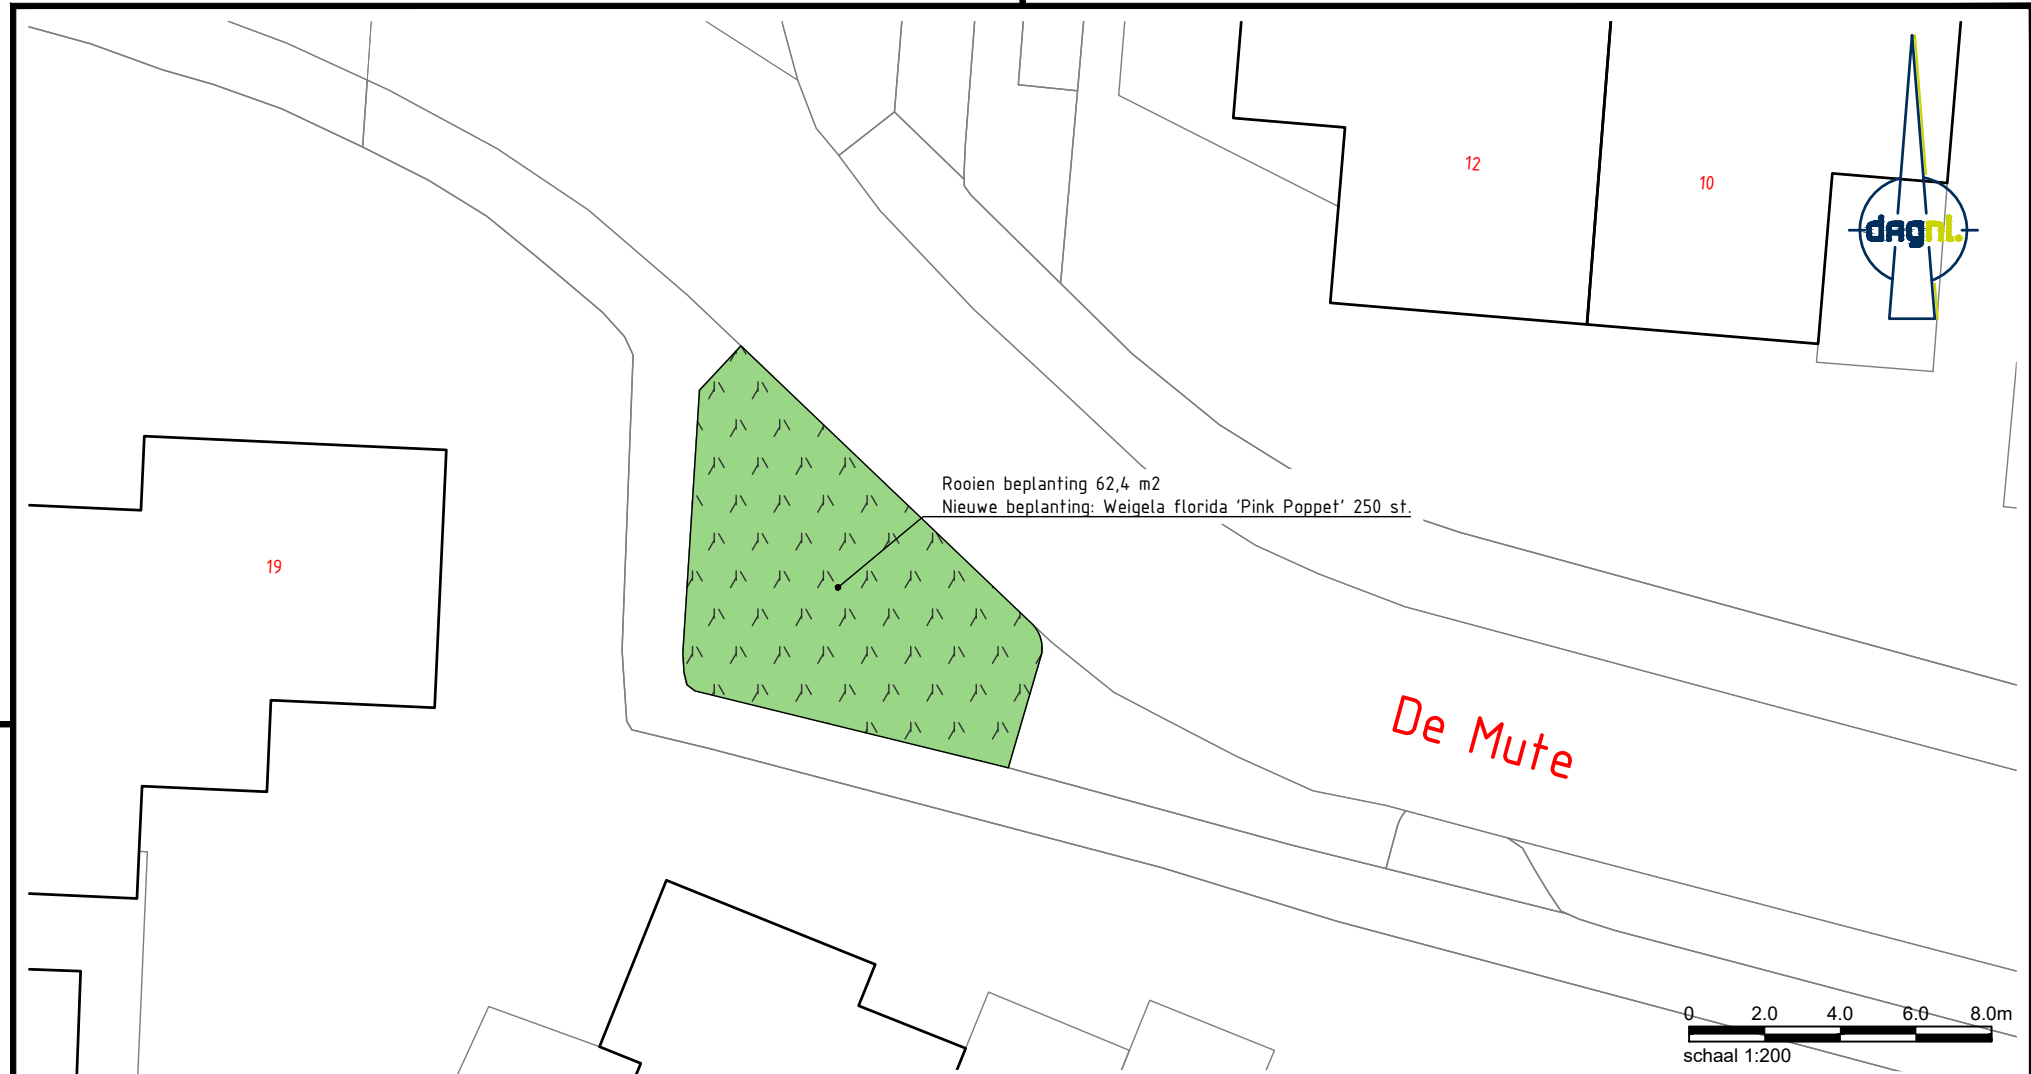 12
10
dagnl.
Rooien beplanting 62,4 m2
Nieuwe beplanting: Weigela florida 'Pink Poppet' 250 st.
19
De Mute
0 2.0 4.0 6.0 8.0m
schaal 1:200